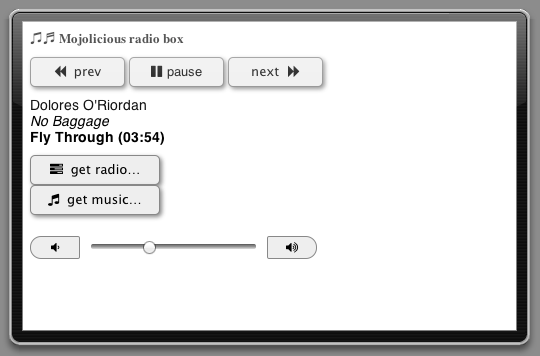 Mojolicious radio box
prev pause next
Dolores O'Riordan
No Baggage
Fly Through (03:54)
get radio...
get music...